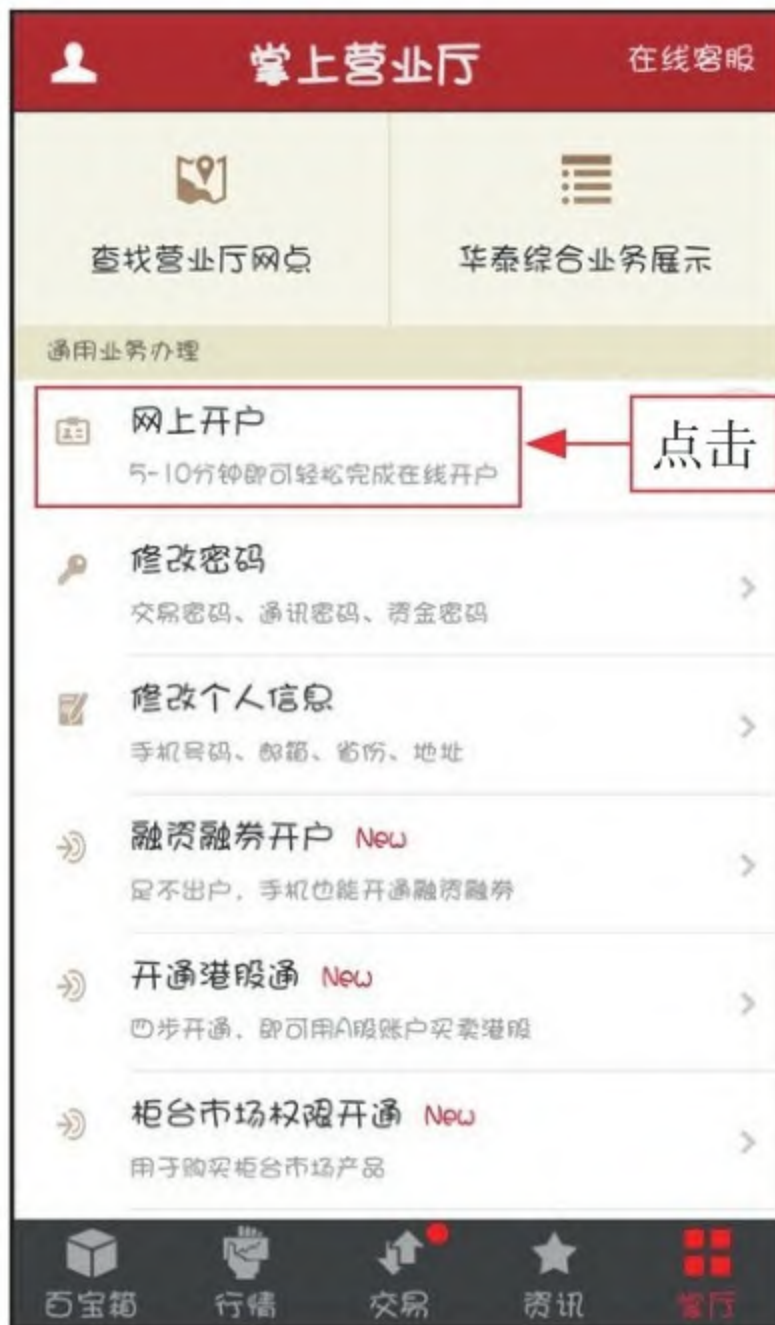 掌上营业厅 在线客服
查找营业厅网点 华泰综合业务展示
通用业务办理
网上开户
5-10分钟即可轻松完成在线开户
点击
修改密码
交易密码、通讯密码、资金密码
修改个人信息
手机号码、邮箱、省份、地址
融资融券开户 New
足不出户，手机也能开通融资融券
开通港股通 New
四步开通，即可用A股账户买卖港股
柜台市场权限开通 New
用于购买柜台市场产品
百宝箱 行情 交易 资讯 掌厅